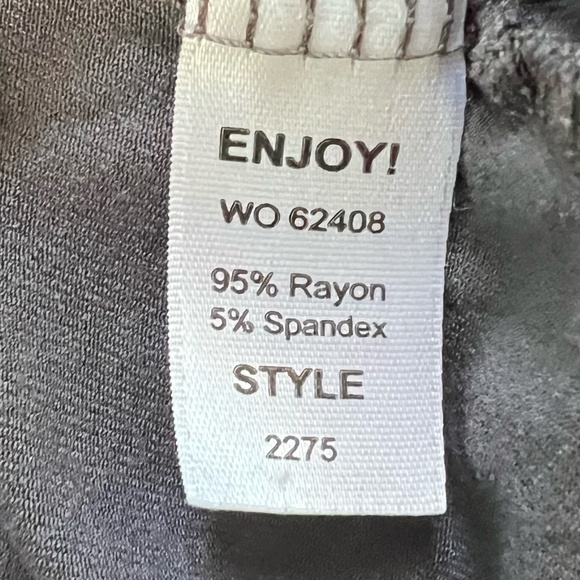 ENJOY!
WO 62408
95% Rayon
5% Spandex
STYLE
2275